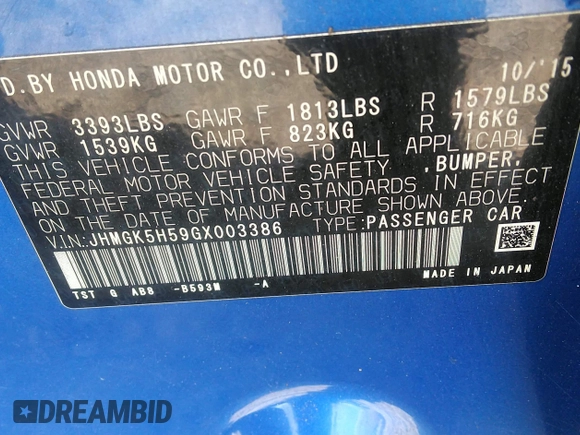 D.BY HONDA MOTOR CO.,LTD 10/'15
GVWR 3393LBS GAWR F 1813LBS R 1579LBS
GVWR 1539KG GAWR F 823KG R 716KG
THIS VEHICLE CONFORMS TO ALL APPLICABLE
FEDERAL MOTOR VEHICLE SAFETY, BUMPER,
AND THEFT PREVENTION STANDARDS IN EFFECT
ON THE DATE OF MANUFACTURE SHOWN ABOVE.
V.IN:JHMGK5H59GX003386 TYPE:PASSENGER CAR
MADE IN JAPAN
TST G AB8 -B593M -A
DREAMBID